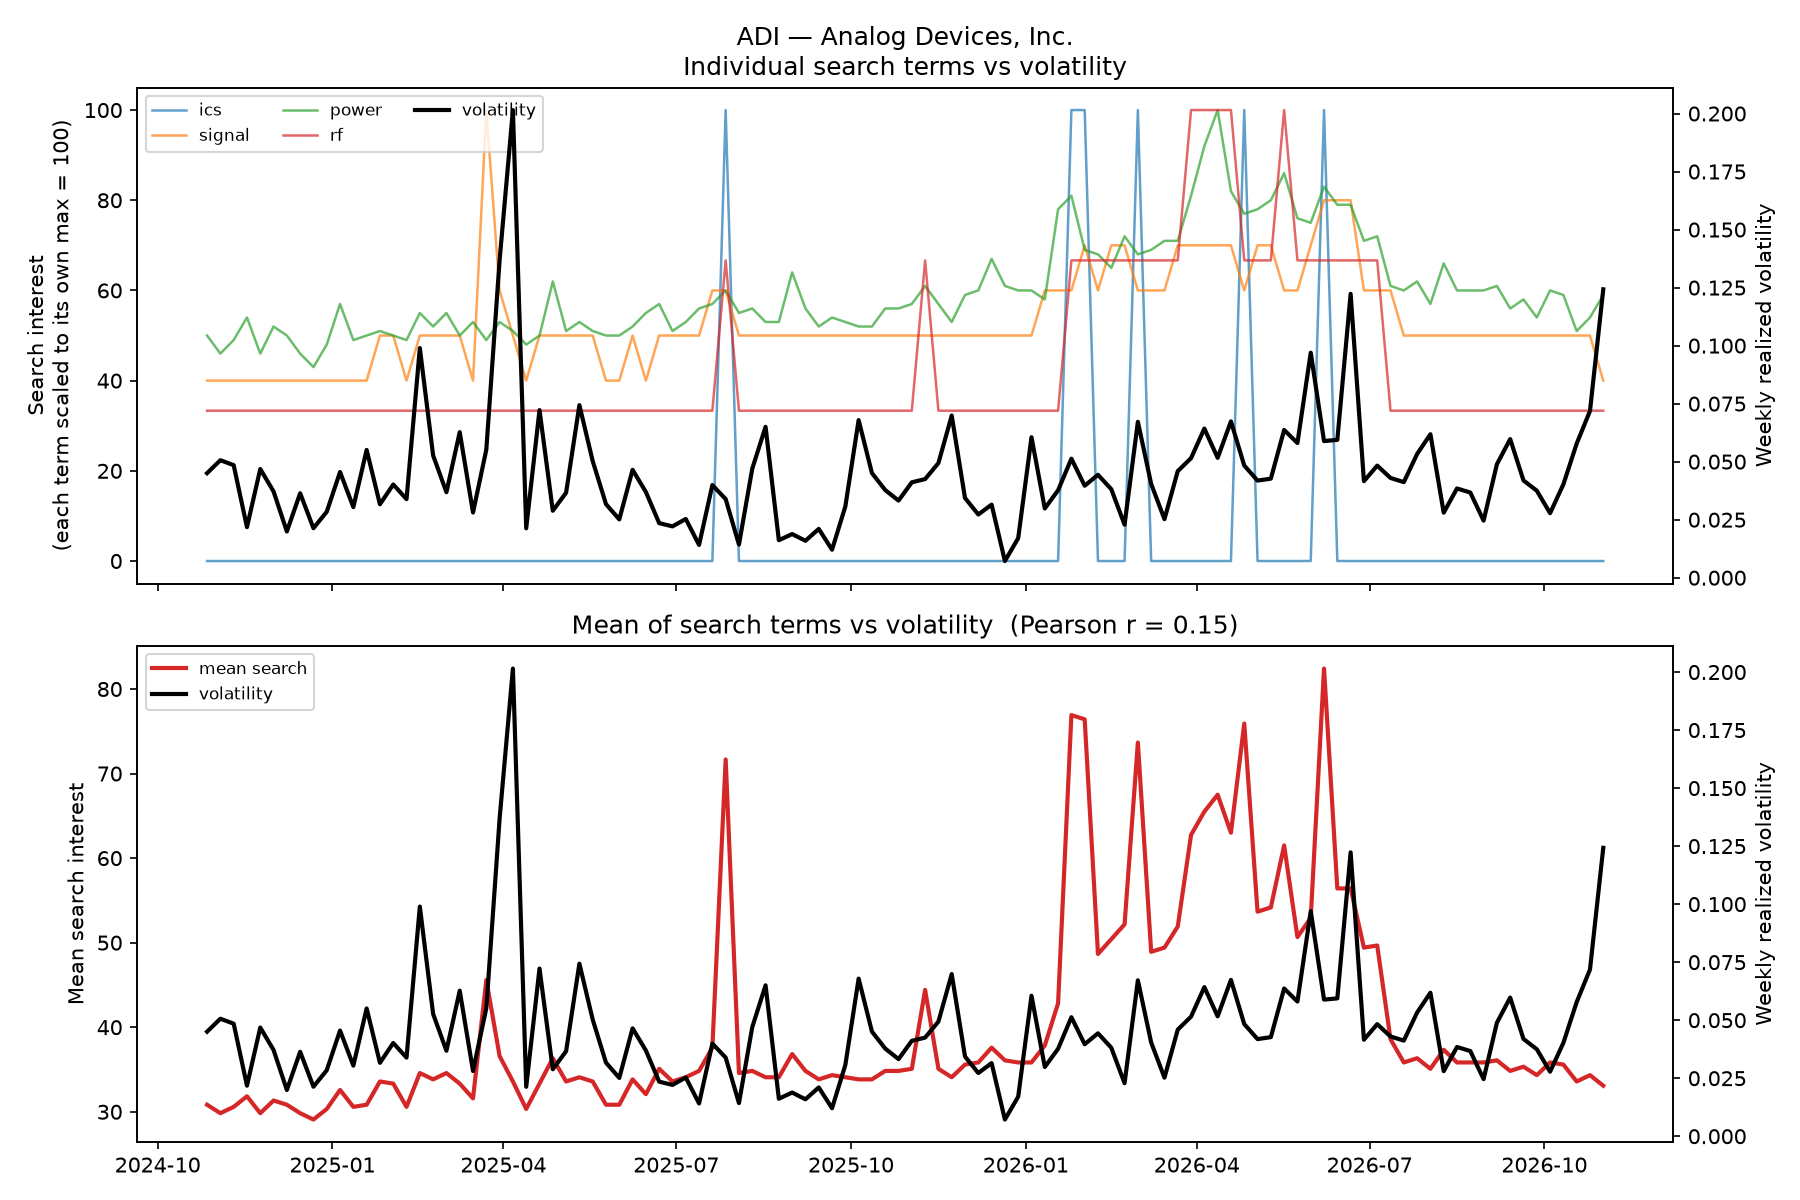 ADI — Analog Devices, Inc.
Individual search terms vs volatility
ics
signal
power
rf
volatility
Search interest
(each term scaled to its own max = 100)
100
80
60
40
20
0
0.200
0.175
0.150
0.125
0.100
0.075
0.050
0.025
0.000
Weekly realized volatility
Mean of search terms vs volatility (Pearson r = 0.15)
mean search
volatility
Mean search interest
80
70
60
50
40
30
0.200
0.175
0.150
0.125
0.100
0.075
0.050
0.025
0.000
Weekly realized volatility
2024-10 2025-01 2025-04 2025-07 2025-10 2026-01 2026-04 2026-07 2026-10